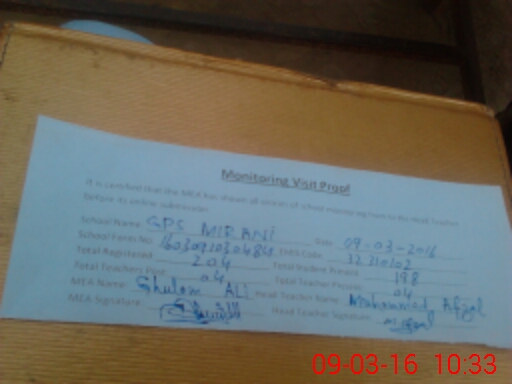 Monitoring Visit Proof
It is certified that the MEA has shown all entries of school monitoring form to the Head Teacher
before its online submission.
School Name GPS MIRANI Date 09-03-2016
School Form No: EMIS Code
Total Registered 204 Total Student Present 198
Total Teachers Post 04 Total Teacher Present 04
MEA Name: Ghulam ALI Head Teacher Name Mohammad Afzal
MEA Signature: Head Teacher Signature
09-03-16 10:33